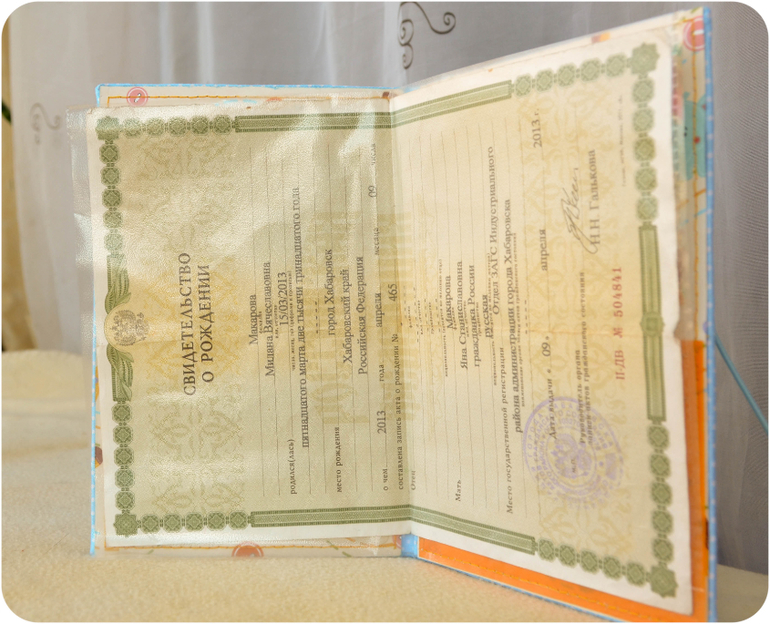 СВИДЕТЕЛЬСТВО
О РОЖДЕНИИ
Макарова
Милана Вячеславовна
родился(лась) 15/03/2013
пятнадцатого марта две тысячи тринадцатого года
место рождения город Хабаровск
Хабаровский край
Российская Федерация
о чем 2013 года апреля месяца 09 числа
составлена запись акта о рождении № 465
Отец
Мать Макарова
Яна Станиславовна
гражданка России
русская
Место государственной регистрации Отдел ЗАГС Индустриального
района администрации города Хабаровска
Дата выдачи « 09 » апреля 2013 г.
Руководитель органа
записи актов гражданского состояния И.Н. Галькова
II-ДВ № 504841